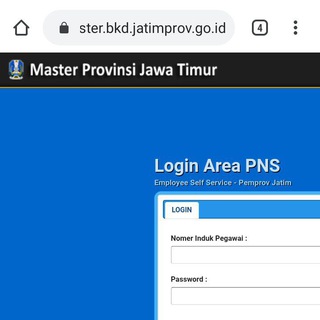 ster.bkd.jatimprov.go.id
4
Master Provinsi Jawa Timur
Login Area PNS
Employee Self Service - Pemprov Jatim
LOGIN
Nomer Induk Pegawai :
Password :